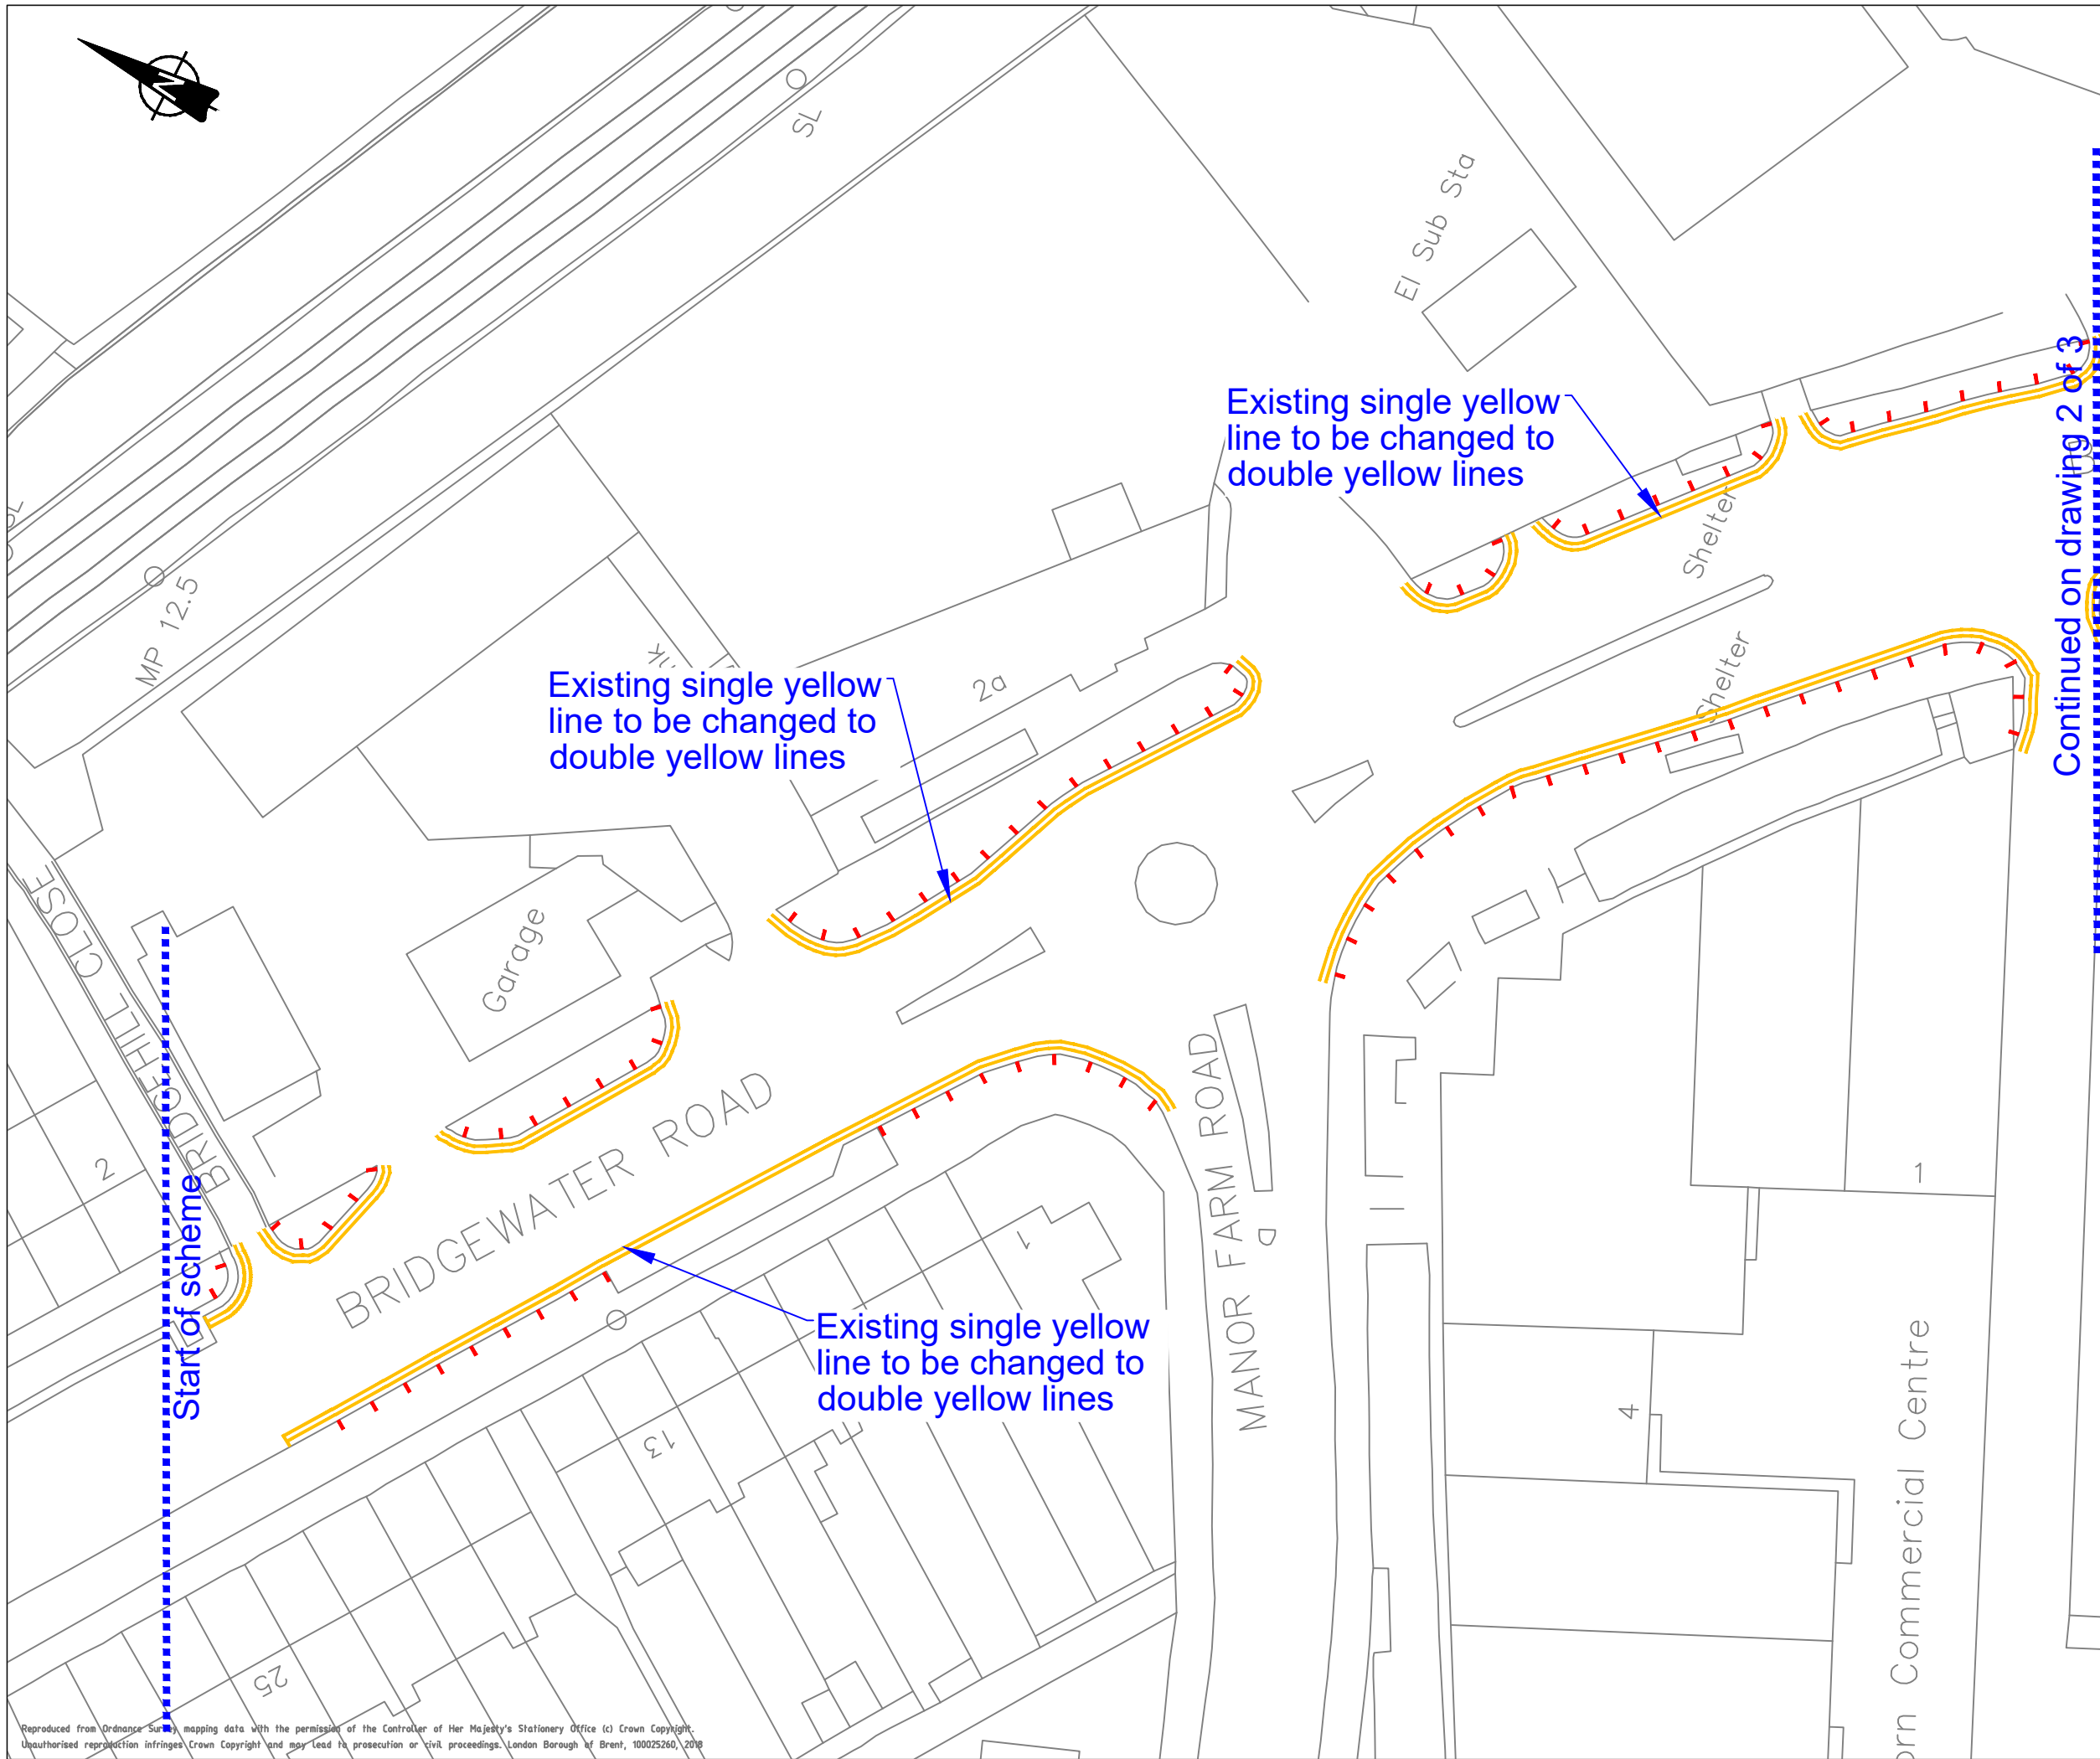 SL
El Sub Sta
Existing single yellow
line to be changed to
double yellow lines
Continued on drawing 2 of 3
Shelter
MP 12.5
Existing single yellow
line to be changed to
double yellow lines
2a
Shelter
BRIDGEHILL CLOSE
Garage
BRIDGEWATER ROAD
MANOR FARM ROAD
2
1
Start of scheme
1
Existing single yellow
line to be changed to
double yellow lines
4
13
Commercial Centre
25
Reproduced from Ordnance Survey mapping data with the permission of the Controller of Her Majesty's Stationery Office (c) Crown Copyright.
Unauthorised reproduction infringes Crown Copyright and may lead to prosecution or civil proceedings. London Borough of Brent, 100025260, 2018